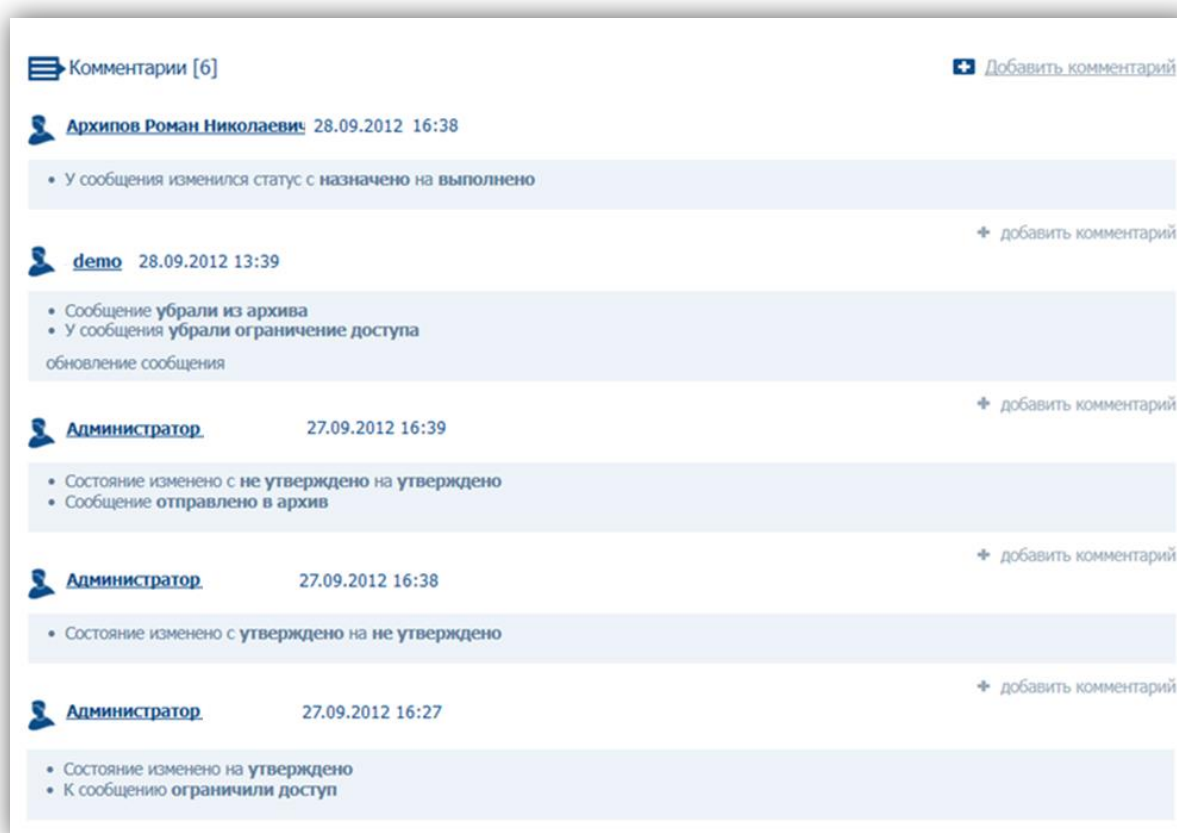 Комментарии [6]
Добавить комментарий
Архипов Роман Николаевич 28.09.2012 16:38
• У сообщения изменился статус с назначено на выполнено
+ добавить комментарий
demo 28.09.2012 13:39
• Сообщение убрали из архива
• У сообщения убрали ограничение доступа
обновление сообщения
+ добавить комментарий
Администратор 27.09.2012 16:39
• Состояние изменено с не утверждено на утверждено
• Сообщение отправлено в архив
+ добавить комментарий
Администратор 27.09.2012 16:38
• Состояние изменено с утверждено на не утверждено
+ добавить комментарий
Администратор 27.09.2012 16:27
• Состояние изменено на утверждено
• К сообщению ограничили доступ